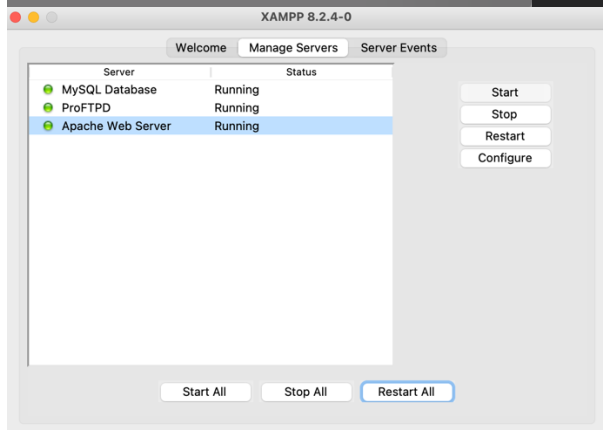 XAMPP 8.2.4-0
Welcome Manage Servers Server Events
Server Status
MySQL Database Running
ProFTPD Running
Apache Web Server Running
Start
Stop
Restart
Configure
Start All Stop All Restart All